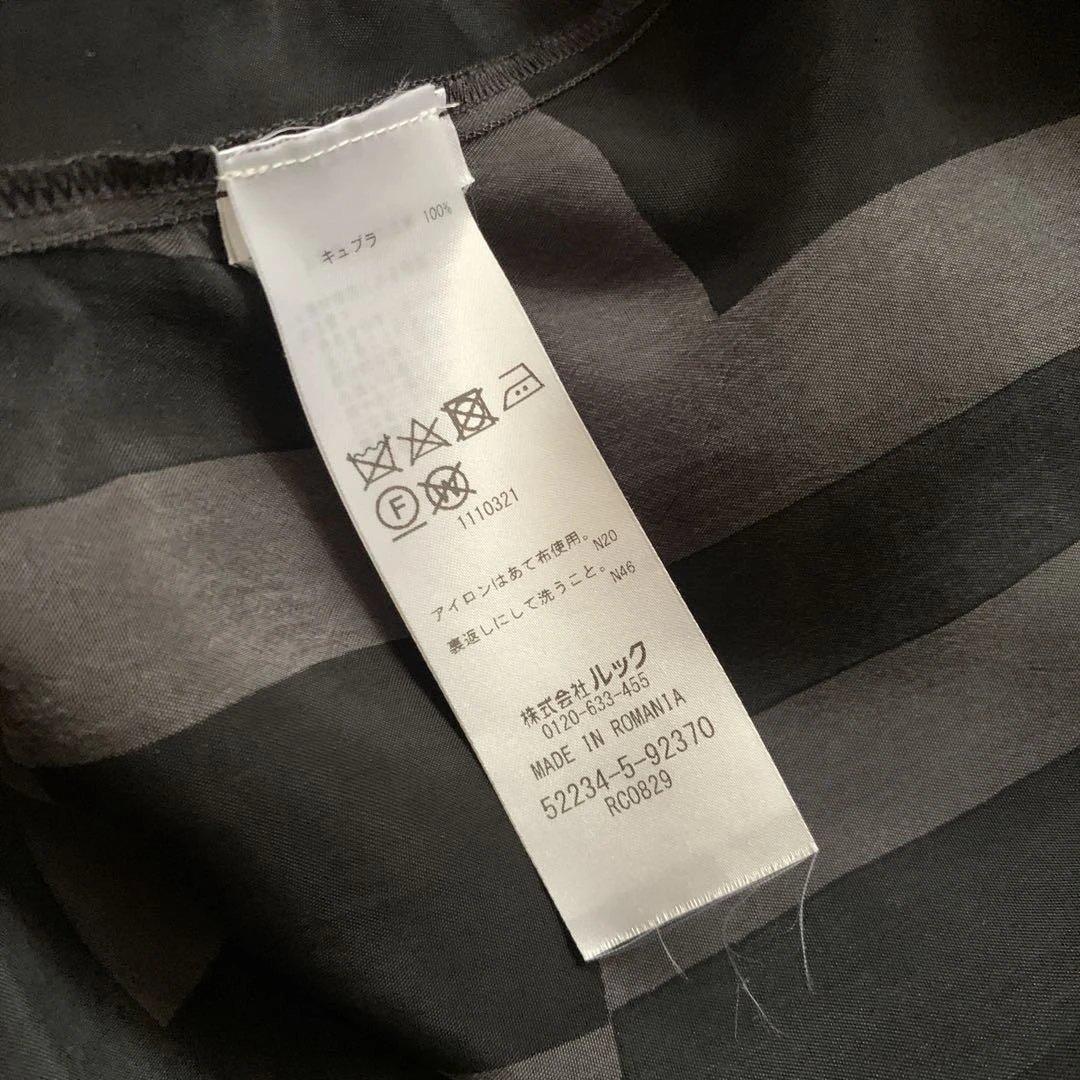 キュプラ 100%
F W
1110321
アイロンはあて布使用。N20
裏返しにして洗うこと。N46
株式会社ルック
0120-633-455
MADE IN ROMANIA
52234-5-92370
RC0829